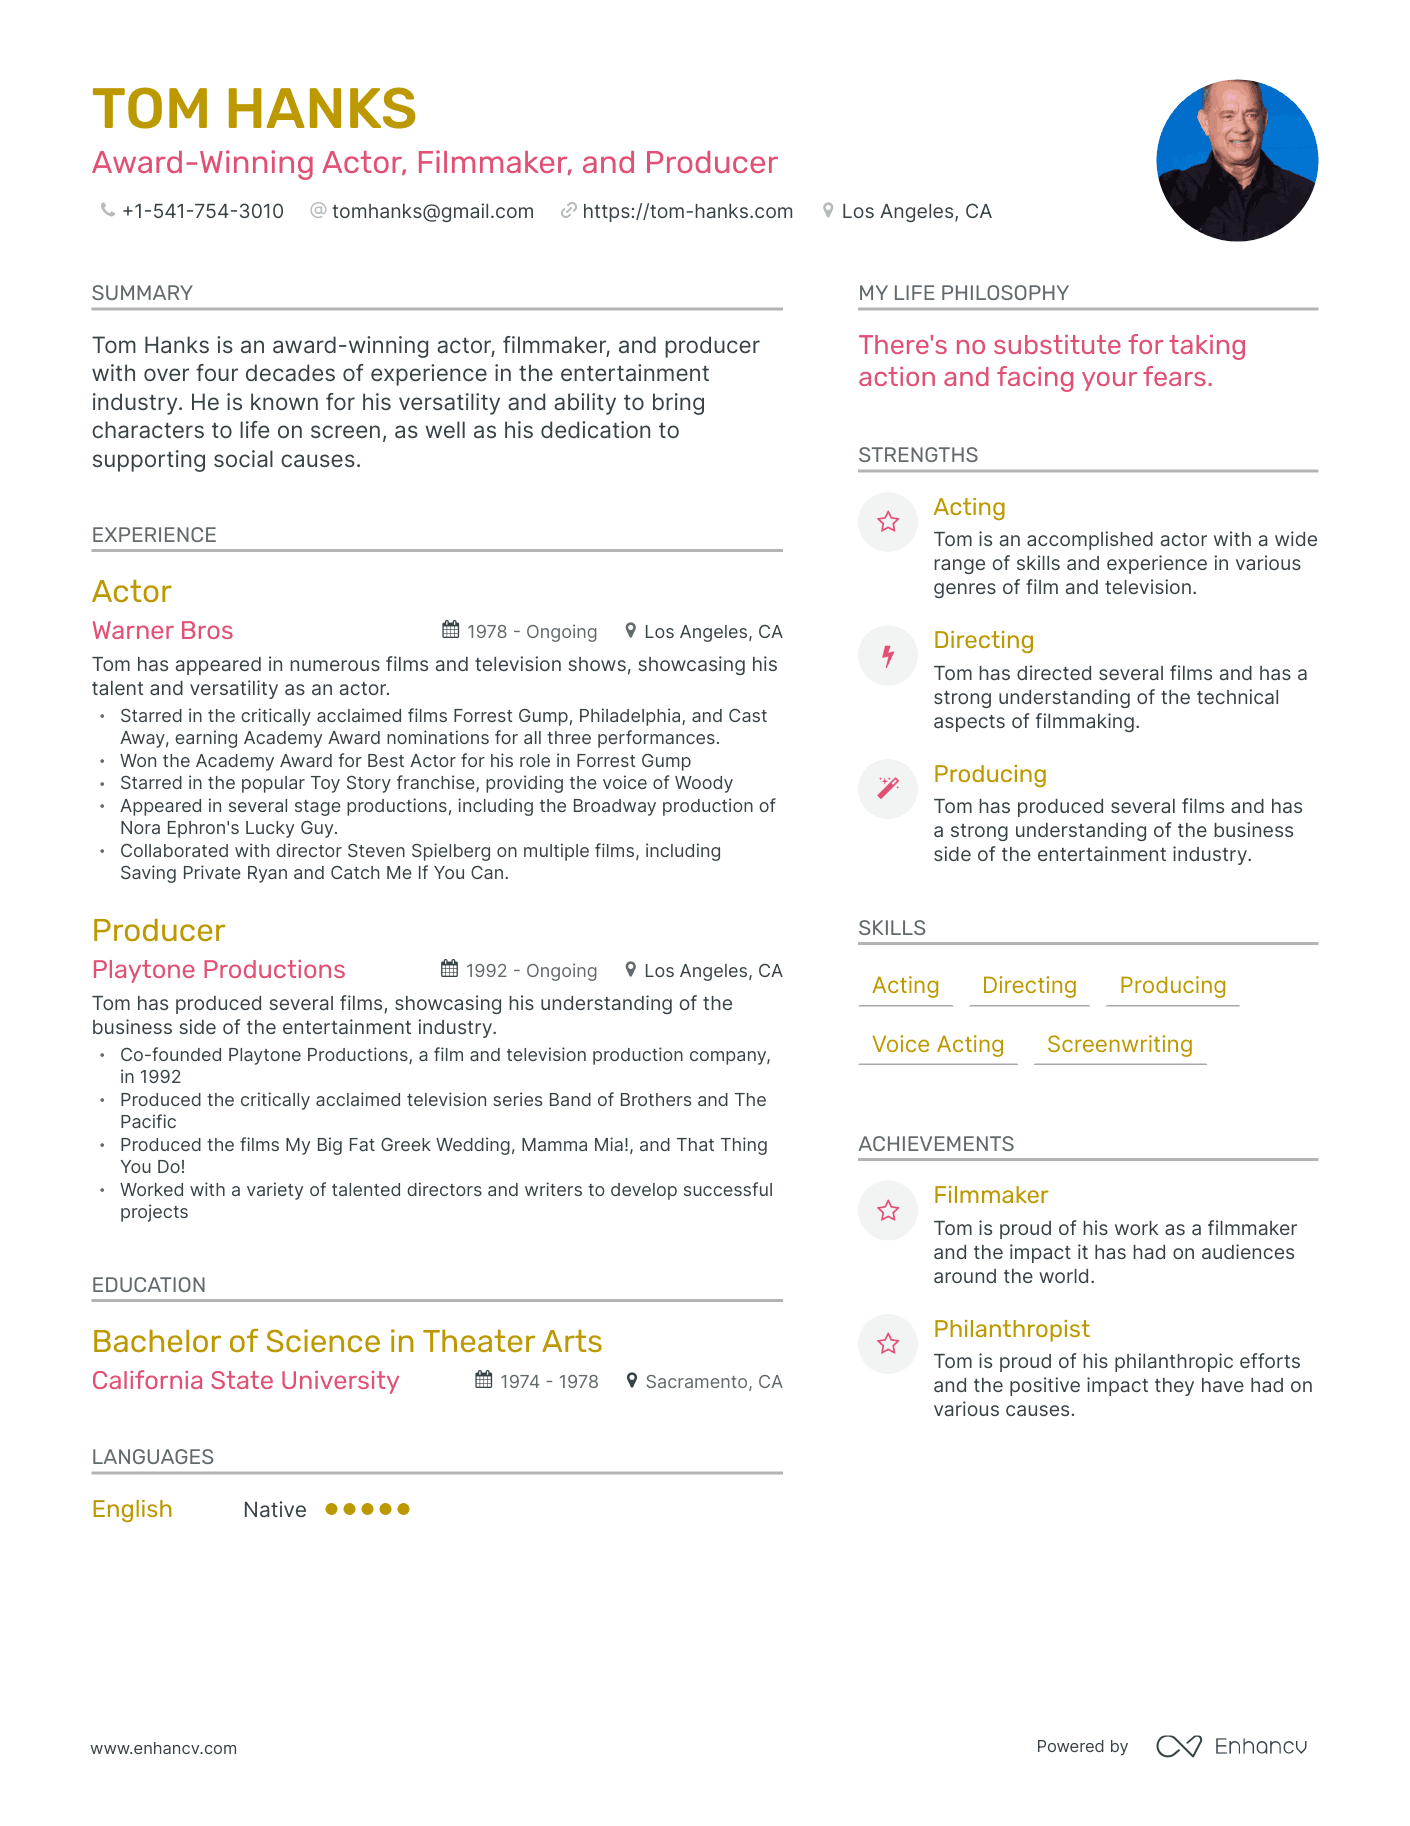 TOM HANKS
Award-Winning Actor, Filmmaker, and Producer
+1-541-754-3010 @ tomhanks@gmail.com https://tom-hanks.com Los Angeles, CA
SUMMARY
Tom Hanks is an award-winning actor, filmmaker, and producer
with over four decades of experience in the entertainment
industry. He is known for his versatility and ability to bring
characters to life on screen, as well as his dedication to
supporting social causes.
EXPERIENCE
Actor
Warner Bros 1978 - Ongoing Los Angeles, CA
Tom has appeared in numerous films and television shows, showcasing his
talent and versatility as an actor.
• Starred in the critically acclaimed films Forrest Gump, Philadelphia, and Cast
Away, earning Academy Award nominations for all three performances.
• Won the Academy Award for Best Actor for his role in Forrest Gump
• Starred in the popular Toy Story franchise, providing the voice of Woody
• Appeared in several stage productions, including the Broadway production of
Nora Ephron's Lucky Guy.
• Collaborated with director Steven Spielberg on multiple films, including
Saving Private Ryan and Catch Me If You Can.
Producer
Playtone Productions 1992 - Ongoing Los Angeles, CA
Tom has produced several films, showcasing his understanding of the
business side of the entertainment industry.
• Co-founded Playtone Productions, a film and television production company,
in 1992
• Produced the critically acclaimed television series Band of Brothers and The
Pacific
• Produced the films My Big Fat Greek Wedding, Mamma Mia!, and That Thing
You Do!
• Worked with a variety of talented directors and writers to develop successful
projects
EDUCATION
Bachelor of Science in Theater Arts
California State University 1974 - 1978 Sacramento, CA
LANGUAGES
English Native
MY LIFE PHILOSOPHY
There's no substitute for taking
action and facing your fears.
STRENGTHS
Acting
Tom is an accomplished actor with a wide
range of skills and experience in various
genres of film and television.
Directing
Tom has directed several films and has a
strong understanding of the technical
aspects of filmmaking.
Producing
Tom has produced several films and has
a strong understanding of the business
side of the entertainment industry.
SKILLS
Acting Directing Producing
Voice Acting Screenwriting
ACHIEVEMENTS
Filmmaker
Tom is proud of his work as a filmmaker
and the impact it has had on audiences
around the world.
Philanthropist
Tom is proud of his philanthropic efforts
and the positive impact they have had on
various causes.
www.enhancv.com
Powered by Enhancv